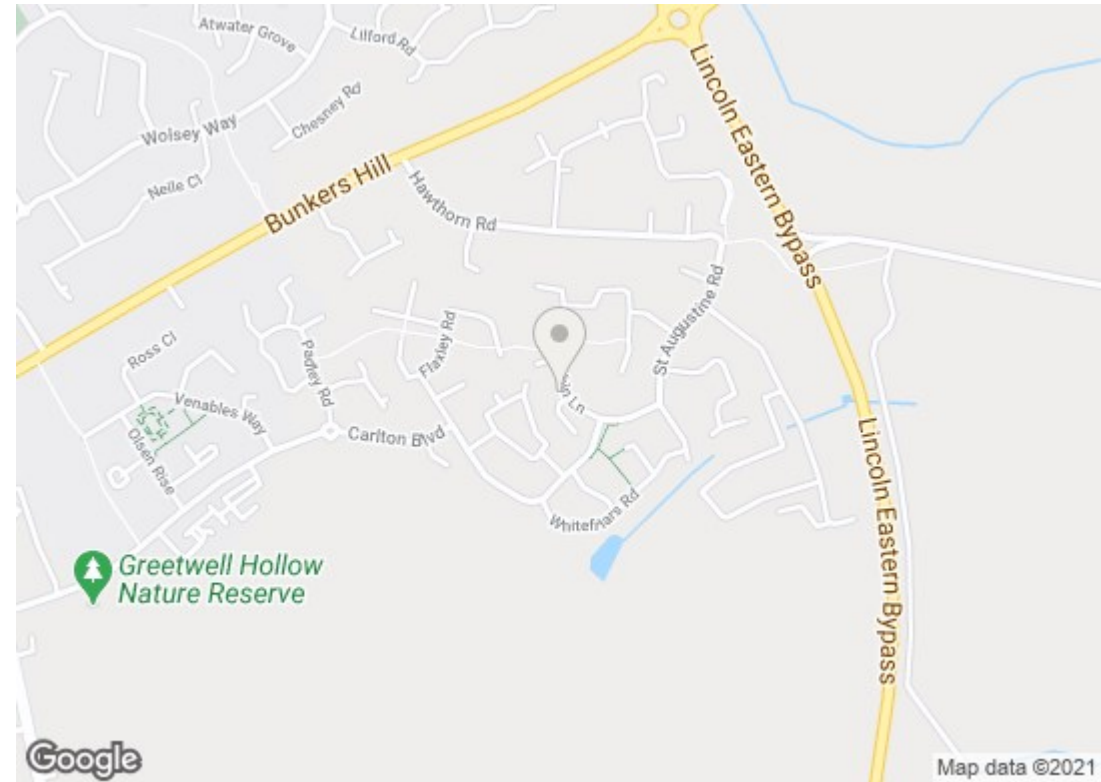 Atwater Grove
Lilford Rd
Lincoln Eastern Bypass
Chesney Rd
Wolsey Way
Neile Cl
Bunkers Hill
Hawthorn Rd
St Augustine Rd
Ross Cl
Padley Rd
Flaxley Rd
Ln
Venables Way
Carlton Blvd
Olsen Rise
Whitefriars Rd
Lincoln Eastern Bypass
Greetwell Hollow
Nature Reserve
Google
Map data ©2021